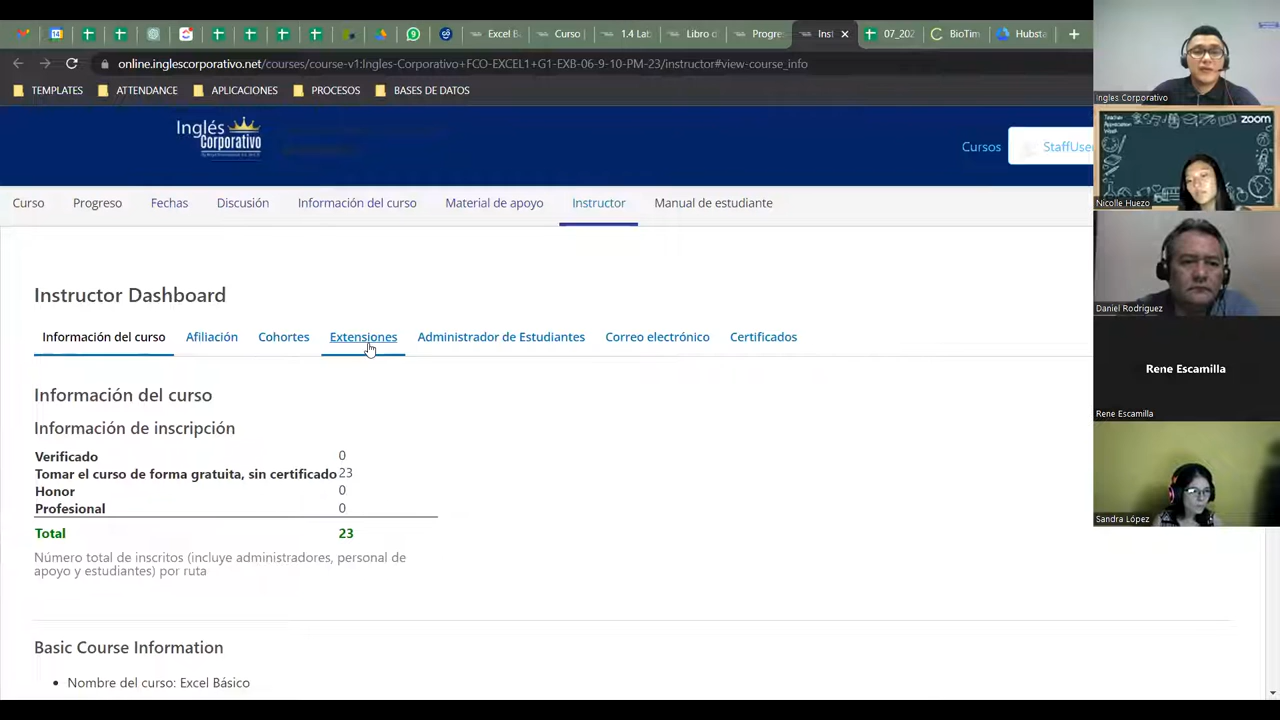 Excel B
Curso
1.4 Lab
Libro d
Progre
Inst
07_202
BioTim
Hubsta
online.inglescorporativo.net/courses/course-v1:Ingles-Corporativo+FCO-EXCEL1+G1-EXB-06-9-10-PM-23/instructor#view-course_info
TEMPLATES ATTENDANCE APLICACIONES PROCESOS BASES DE DATOS
Inglés
Corporativo
Cursos StaffUse
Curso Progreso Fechas Discusión Información del curso Material de apoyo Instructor Manual de estudiante
Instructor Dashboard
Información del curso Afiliación Cohortes Extensiones Administrador de Estudiantes Correo electrónico Certificados
Información del curso
Información de inscripción
Verificado 0
Tomar el curso de forma gratuita, sin certificado 23
Honor 0
Profesional 0
Total 23
Número total de inscritos (incluye administradores, personal de
apoyo y estudiantes) por ruta
Basic Course Information
Nombre del curso: Excel Básico
Ingles Corporativo
Teacher
Appreciation
Week
zoom
Nicolle Huezo
Daniel Rodriguez
Rene Escamilla
Rene Escamilla
Sandra López